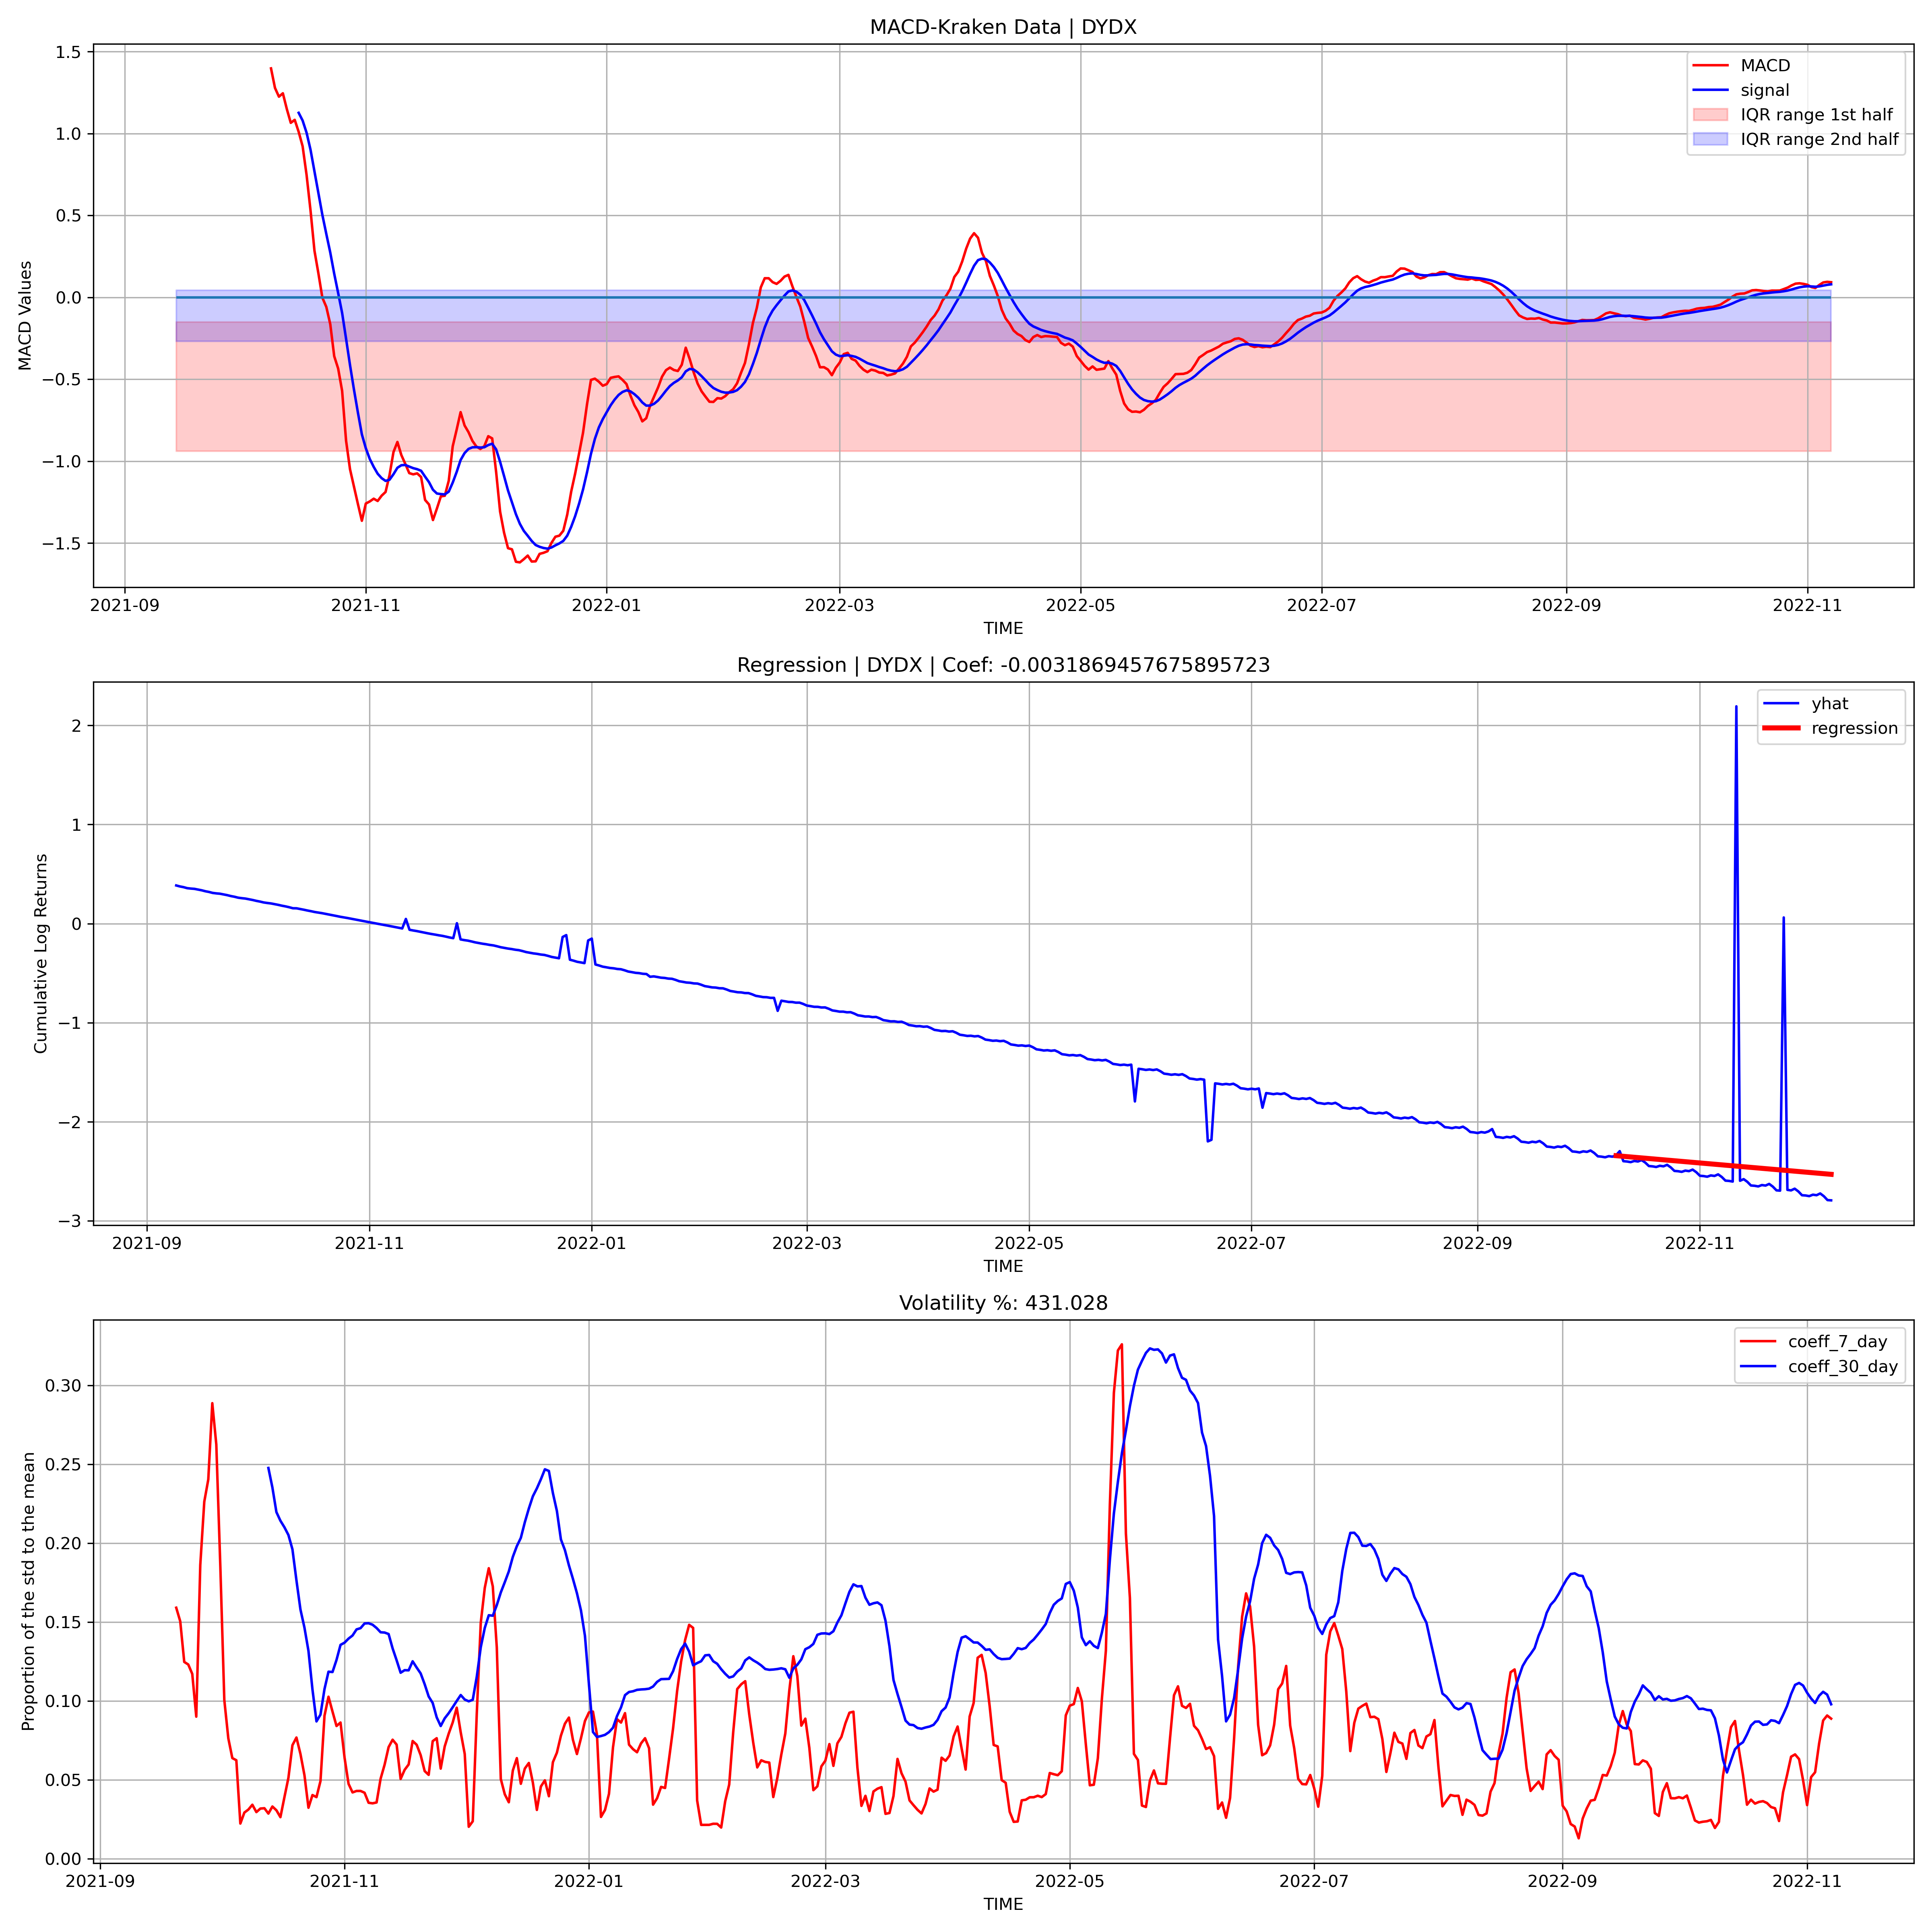 MACD-Kraken Data | DYDX
MACD Values
1.5
1.0
0.5
0.0
−0.5
−1.0
−1.5
MACD
signal
IQR range 1st half
IQR range 2nd half
2021-09 2021-11 2022-01 2022-03 2022-05 2022-07 2022-09 2022-11
TIME
Regression | DYDX | Coef: -0.0031869457675895723
Cumulative Log Returns
2
1
0
−1
−2
−3
yhat
regression
2021-09 2021-11 2022-01 2022-03 2022-05 2022-07 2022-09 2022-11
TIME
Volatility %: 431.028
Proportion of the std to the mean
0.30
0.25
0.20
0.15
0.10
0.05
0.00
coeff_7_day
coeff_30_day
2021-09 2021-11 2022-01 2022-03 2022-05 2022-07 2022-09 2022-11
TIME